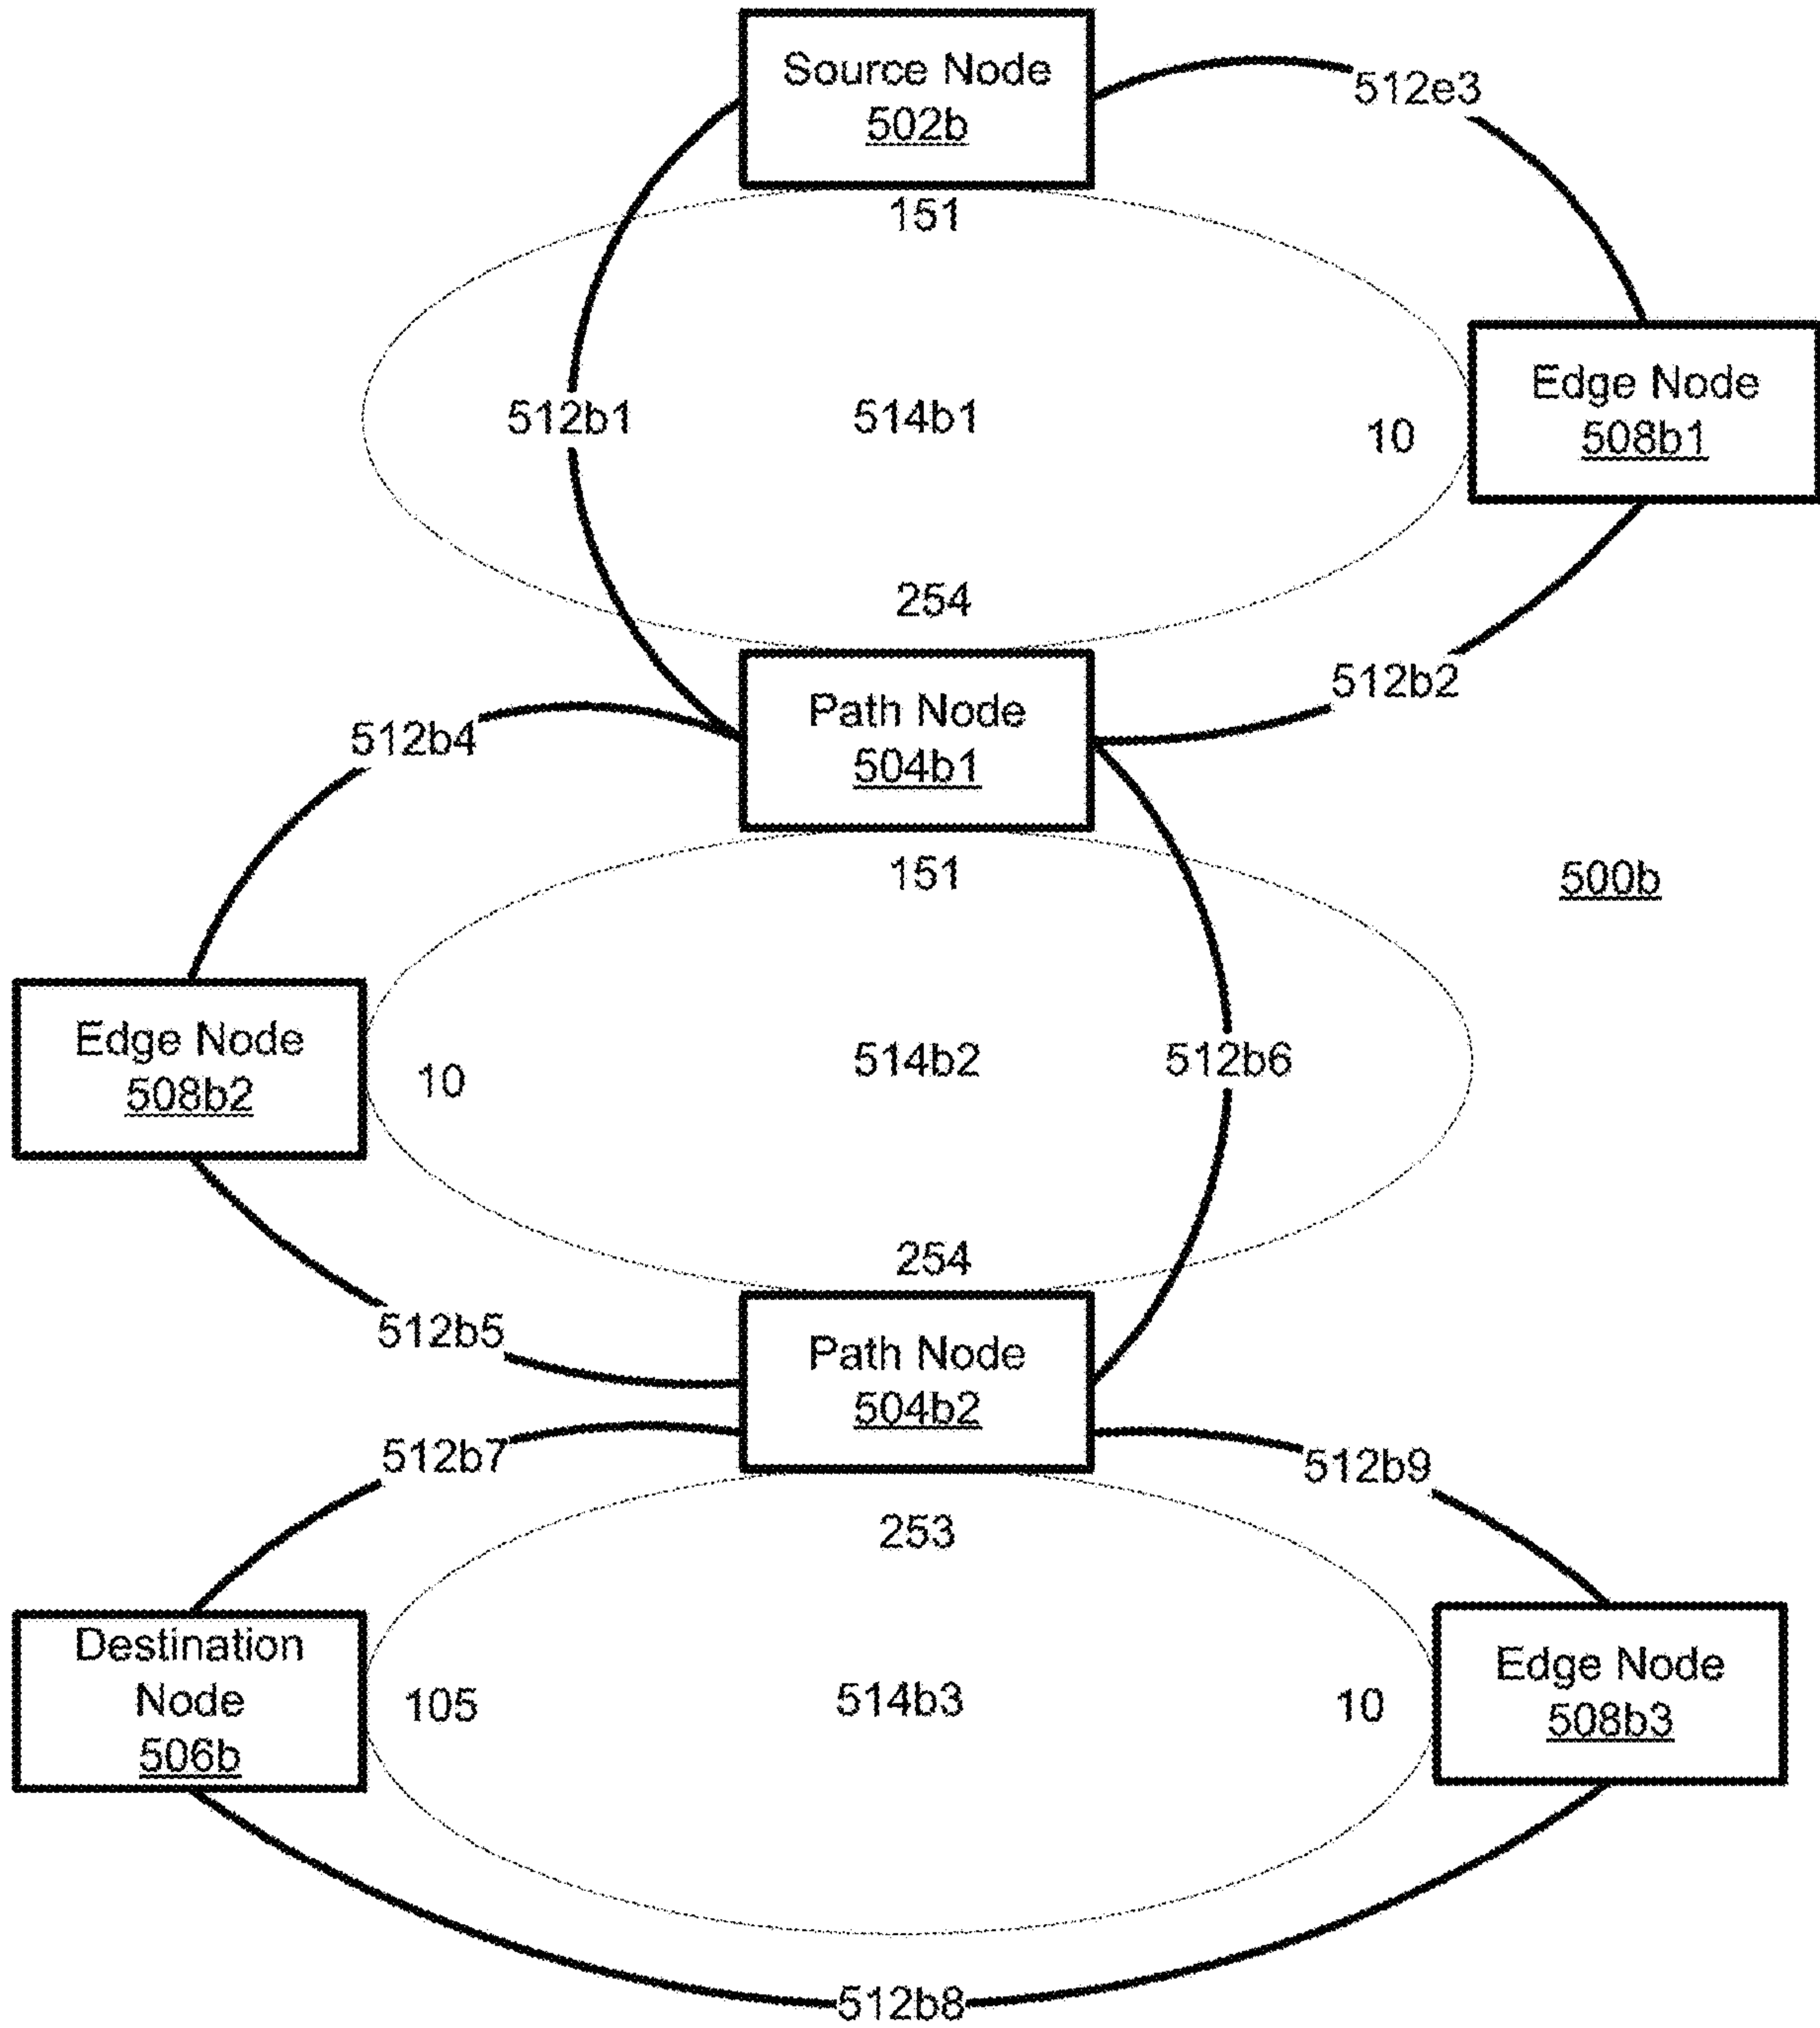 Source Node
502b
512e3
151
Edge Node
508b1
512b1
514b1
10
254
512b2
Path Node
504b1
512b4
151
500b
Edge Node
508b2
10
514b2
512b6
254
512b5
Path Node
504b2
512b7
512b9
253
Destination
Node
506b
105
514b3
10
Edge Node
508b3
512b8